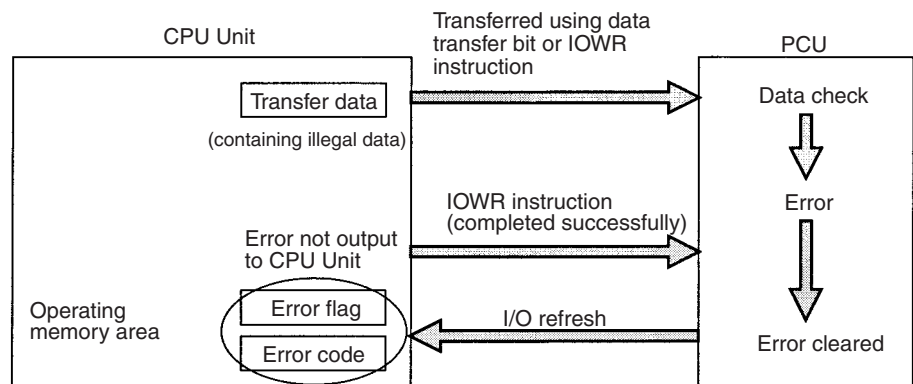 Transferred using data
transfer bit or IOWR
instruction
CPU Unit
PCU
Transfer data
(containing illegal data)
Data check
IOWR instruction
(completed successfully)
Error
Error not output
to CPU Unit
Operating
memory area
Error flag
Error code
I/O refresh
Error cleared